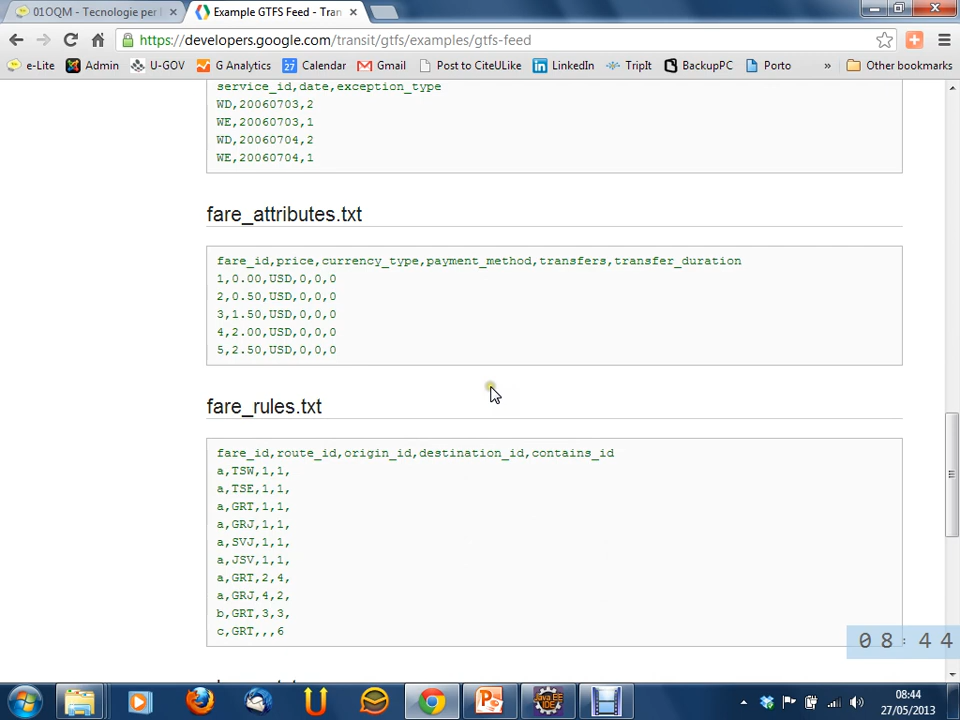 01OQM - Tecnologie per
Example GTFS Feed - Tran
https://developers.google.com/transit/gtfs/examples/gtfs-feed
e-Lite Admin U-GOV G Analytics Calendar Gmail Post to CiteULike LinkedIn TripIt BackupPC Porto » Other bookmarks
service_id,date,exception_type
WD,20060703,2
WE,20060703,1
WD,20060704,2
WE,20060704,1
fare_attributes.txt
fare_id,price,currency_type,payment_method,transfers,transfer_duration
1,0.00,USD,0,0,0
2,0.50,USD,0,0,0
3,1.50,USD,0,0,0
4,2.00,USD,0,0,0
5,2.50,USD,0,0,0
fare_rules.txt
fare_id,route_id,origin_id,destination_id,contains_id
a,TSW,1,1,
a,TSE,1,1,
a,GRT,1,1,
a,GRJ,1,1,
a,SVJ,1,1,
a,JSV,1,1,
a,GRT,2,4,
a,GRJ,4,2,
b,GRT,3,3,
c,GRT,,,6
08:44
08:44
27/05/2013